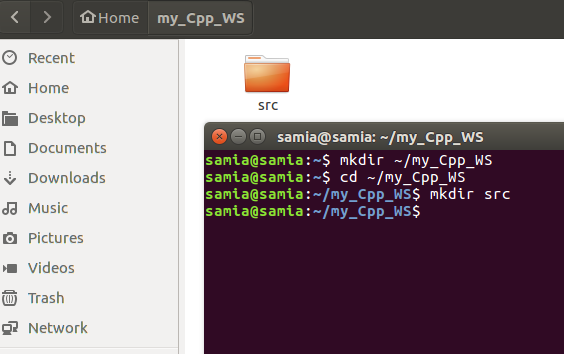 Home my_Cpp_WS
Recent
Home
Desktop
Documents
Downloads
Music
Pictures
Videos
Trash
Network
src
samia@samia: ~/my_Cpp_WS
samia@samia:~$ mkdir ~/my_Cpp_WS
samia@samia:~$ cd ~/my_Cpp_WS
samia@samia:~/my_Cpp_WS$ mkdir src
samia@samia:~/my_Cpp_WS$